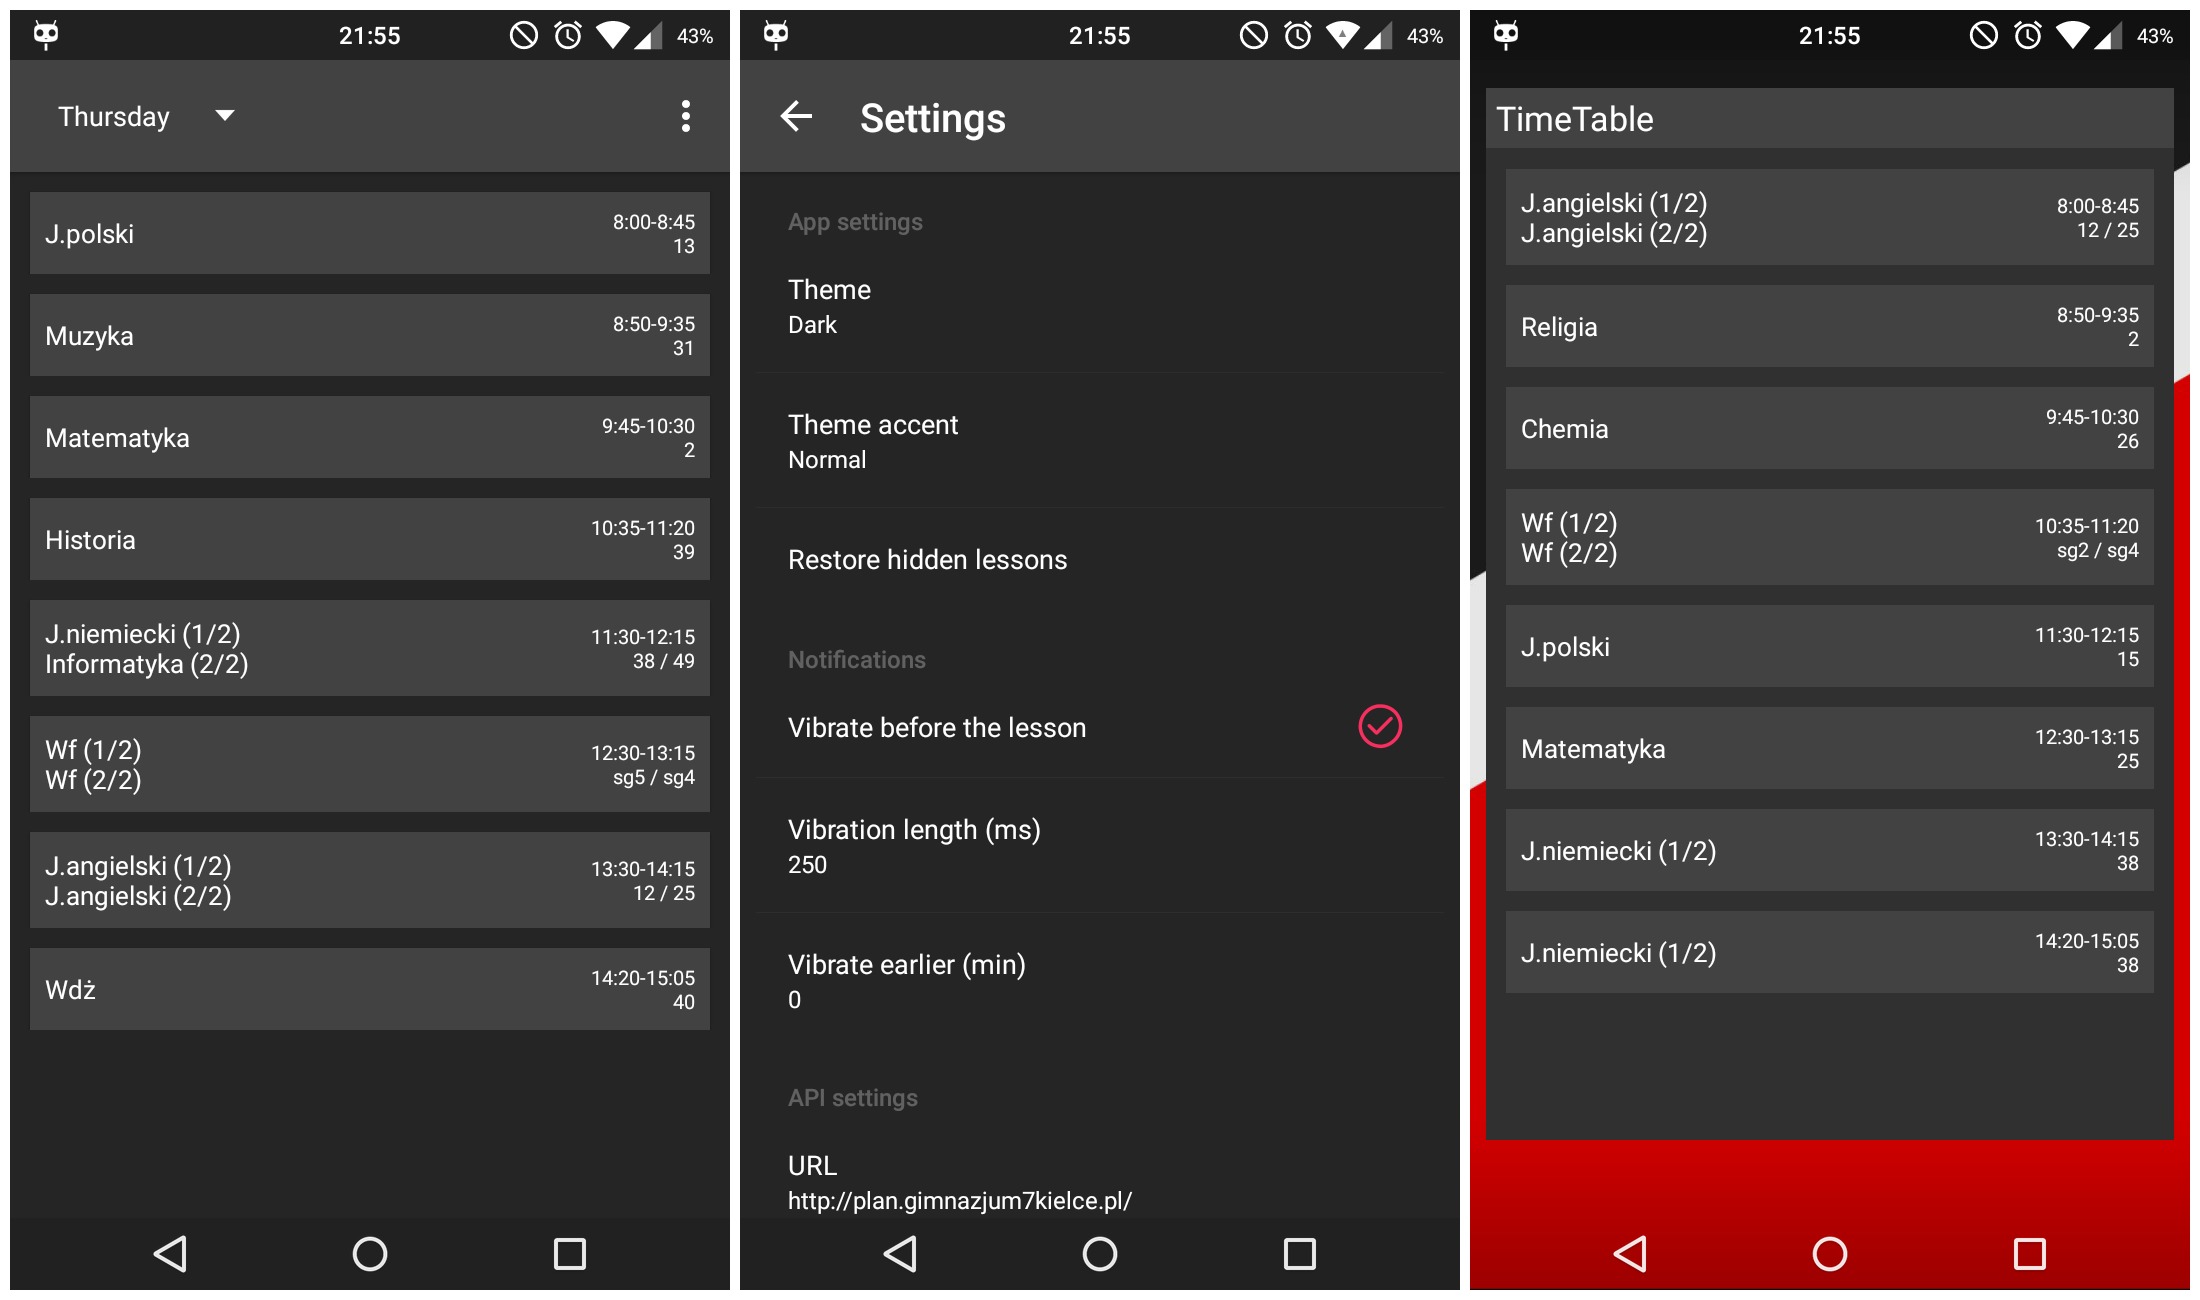 21:55
43%
Thursday
J.polski
8:00-8:45
13
Muzyka
8:50-9:35
31
Matematyka
9:45-10:30
2
Historia
10:35-11:20
39
J.niemiecki (1/2)
Informatyka (2/2)
11:30-12:15
38 / 49
Wf (1/2)
Wf (2/2)
12:30-13:15
sg5 / sg4
J.angielski (1/2)
J.angielski (2/2)
13:30-14:15
12 / 25
Wdż
14:20-15:05
40
21:55
43%
Settings
App settings
Theme
Dark
Theme accent
Normal
Restore hidden lessons
Notifications
Vibrate before the lesson
Vibration length (ms)
250
Vibrate earlier (min)
0
API settings
URL
http://plan.gimnazjum7kielce.pl/
21:55
43%
TimeTable
J.angielski (1/2)
J.angielski (2/2)
8:00-8:45
12 / 25
Religia
8:50-9:35
2
Chemia
9:45-10:30
26
Wf (1/2)
Wf (2/2)
10:35-11:20
sg2 / sg4
J.polski
11:30-12:15
15
Matematyka
12:30-13:15
25
J.niemiecki (1/2)
13:30-14:15
38
J.niemiecki (1/2)
14:20-15:05
38